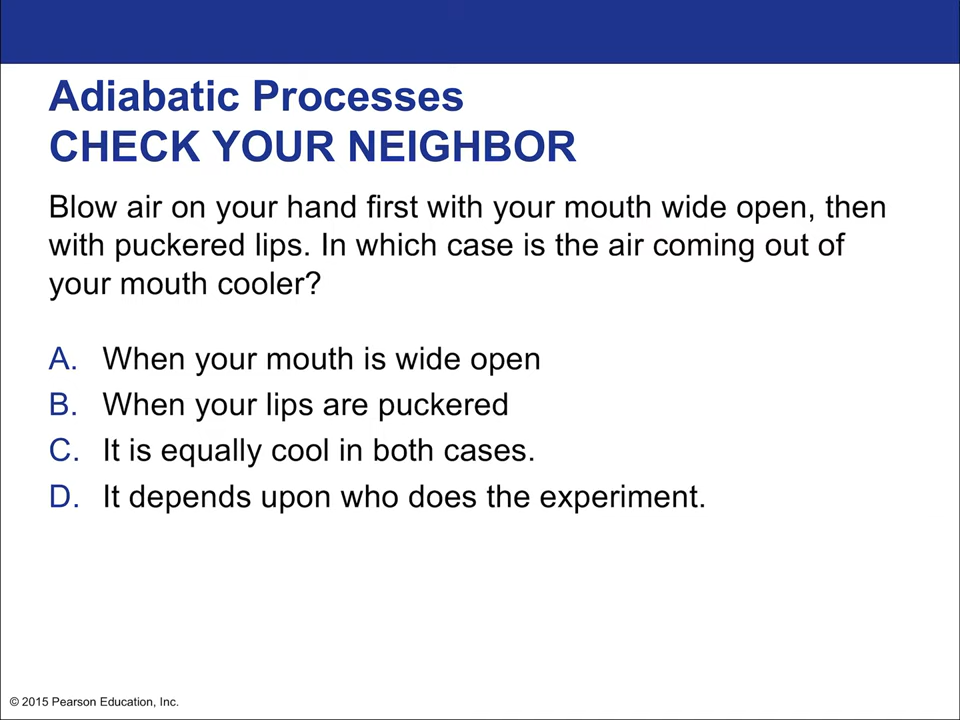 Adiabatic Processes
CHECK YOUR NEIGHBOR
Blow air on your hand first with your mouth wide open, then
with puckered lips. In which case is the air coming out of
your mouth cooler?
A. When your mouth is wide open
B. When your lips are puckered
C. It is equally cool in both cases.
D. It depends upon who does the experiment.
© 2015 Pearson Education, Inc.